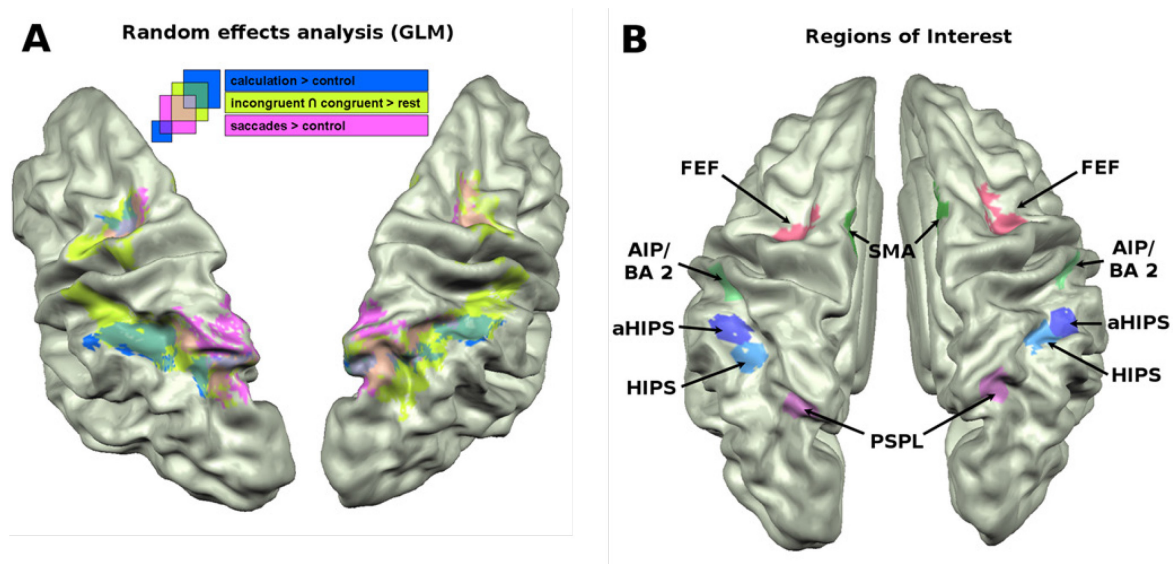 A
Random effects analysis (GLM)
calculation > control
incongruent ∩ congruent > rest
saccades > control
B
Regions of Interest
FEF
FEF
SMA
AIP/
BA 2
AIP/
BA 2
aHIPS
aHIPS
HIPS
HIPS
PSPL